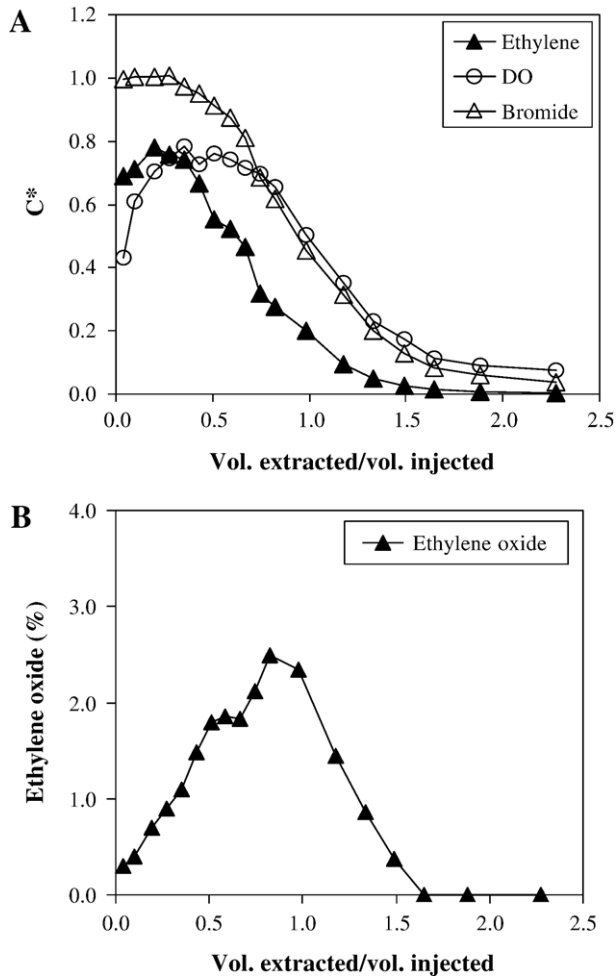 A
1.2
1.0
0.8
0.6
0.4
0.2
0.0
C*
Ethylene
DO
Bromide
0.0 0.5 1.0 1.5 2.0 2.5
Vol. extracted/vol. injected
B
4.0
3.0
2.0
1.0
0.0
Ethylene oxide (%)
Ethylene oxide
0.0 0.5 1.0 1.5 2.0 2.5
Vol. extracted/vol. injected